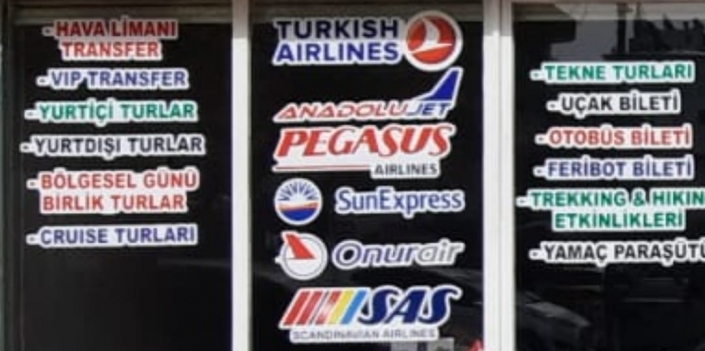 - HAVA LİMANI
TRANSFER
- VIP TRANSFER
- YURTİÇİ TURLAR
- YURTDIŞI TURLAR
- BÖLGESEL GÜNÜ
BİRLİK TURLAR
- CRUISE TURLARI
TURKISH
AIRLINES
ANADOLUJET
PEGASUS
AIRLINES
SunExpress
Onurair
SAS
SCANDINAVIAN AIRLINES
- TEKNE TURLARI
- UÇAK BİLETİ
- OTOBÜS BİLETİ
- FERİBOT BİLETİ
- TREKKING & HIKIN
ETKİNLİKLERİ
- YAMAÇ PARAŞÜTÜ